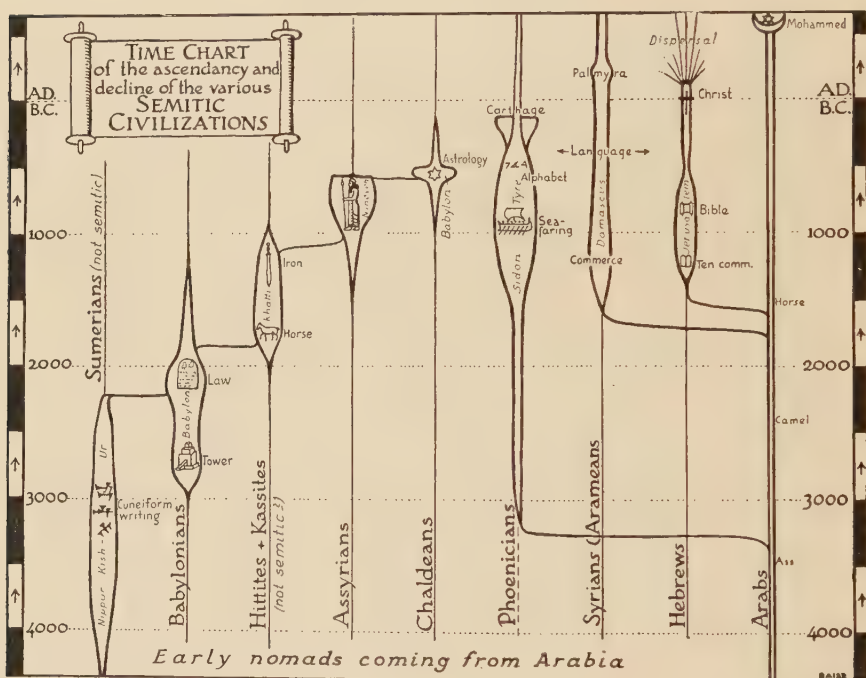 TIME CHART
of the ascendancy and
decline of the various
SEMITIC
CIVILIZATIONS
A.D.
B.C.
1000
2000
3000
4000
A.D.
B.C.
1000
2000
3000
4000
Sumerians (not semitic)
Ur
Cuneiform
writing
Nippur Kish
Babylonians
Law
Babylon
Tower
Hittites + Kassites
(not semitic?)
Iron
Khatti
Horse
Assyrians
Nineveh
Chaldeans
Astrology
Babylon
Phoenicians
Carthage
Alphabet
Tyre
Sea-
faring
Sidon
Syrians (Arameans
Palmyra
←Language→
Damascus
Commerce
Hebrews
Dispersal
Christ
Jerusalem
Bible
Ten comm.
Arabs
Mohammed
Horse
Camel
Ass
Early nomads coming from Arabia